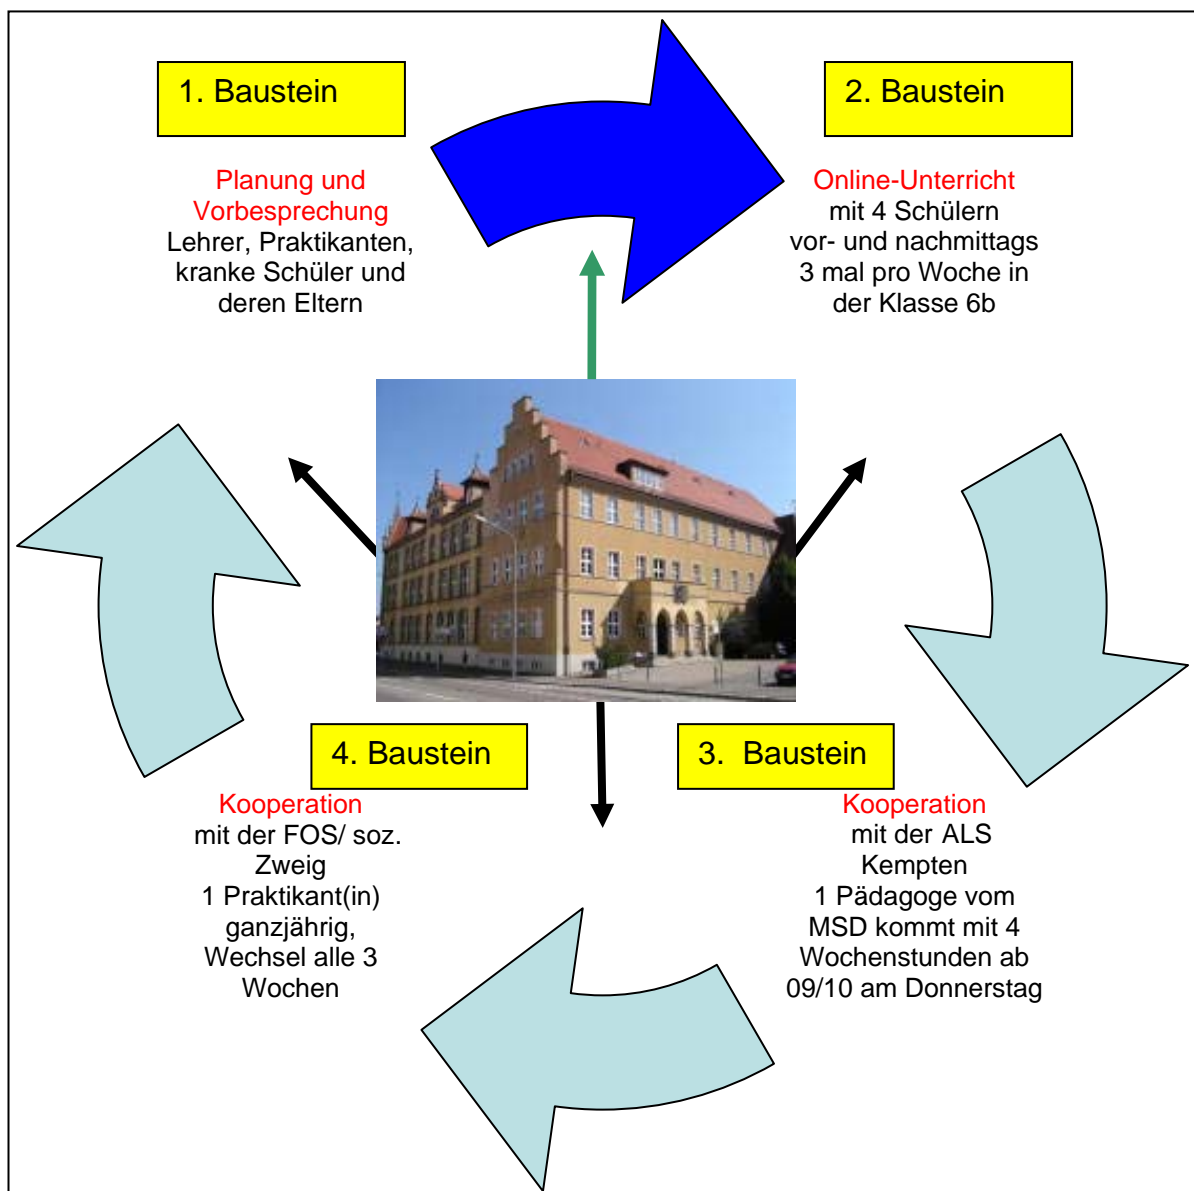 1. Baustein
Planung und
Vorbesprechung
Lehrer, Praktikanten,
kranke Schüler und
deren Eltern
2. Baustein
Online-Unterricht
mit 4 Schülern
vor- und nachmittags
3 mal pro Woche in
der Klasse 6b
3. Baustein
Kooperation
mit der ALS
Kempten
1 Pädagoge vom
MSD kommt mit 4
Wochenstunden ab
09/10 am Donnerstag
4. Baustein
Kooperation
mit der FOS/ soz.
Zweig
1 Praktikant(in)
ganzjährig,
Wechsel alle 3
Wochen